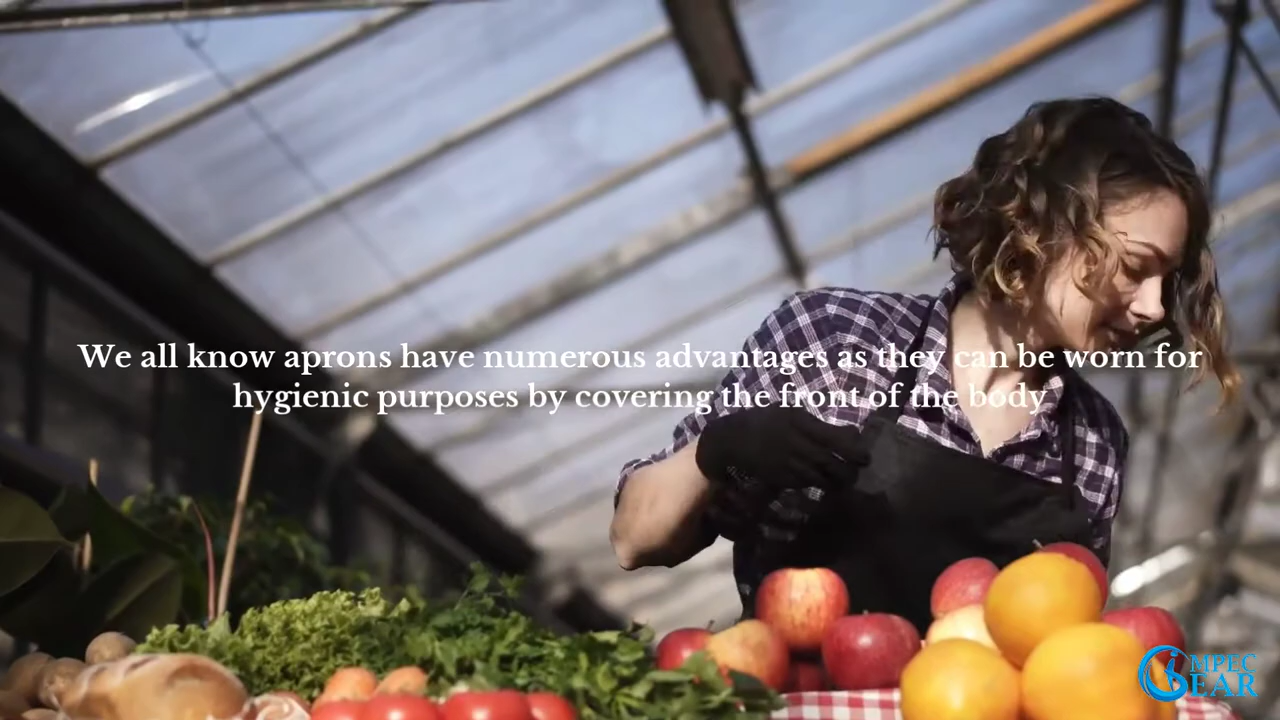 We all know aprons have numerous advantages as they can be worn for
hygienic purposes by covering the front of the body
IMPEC
GEAR